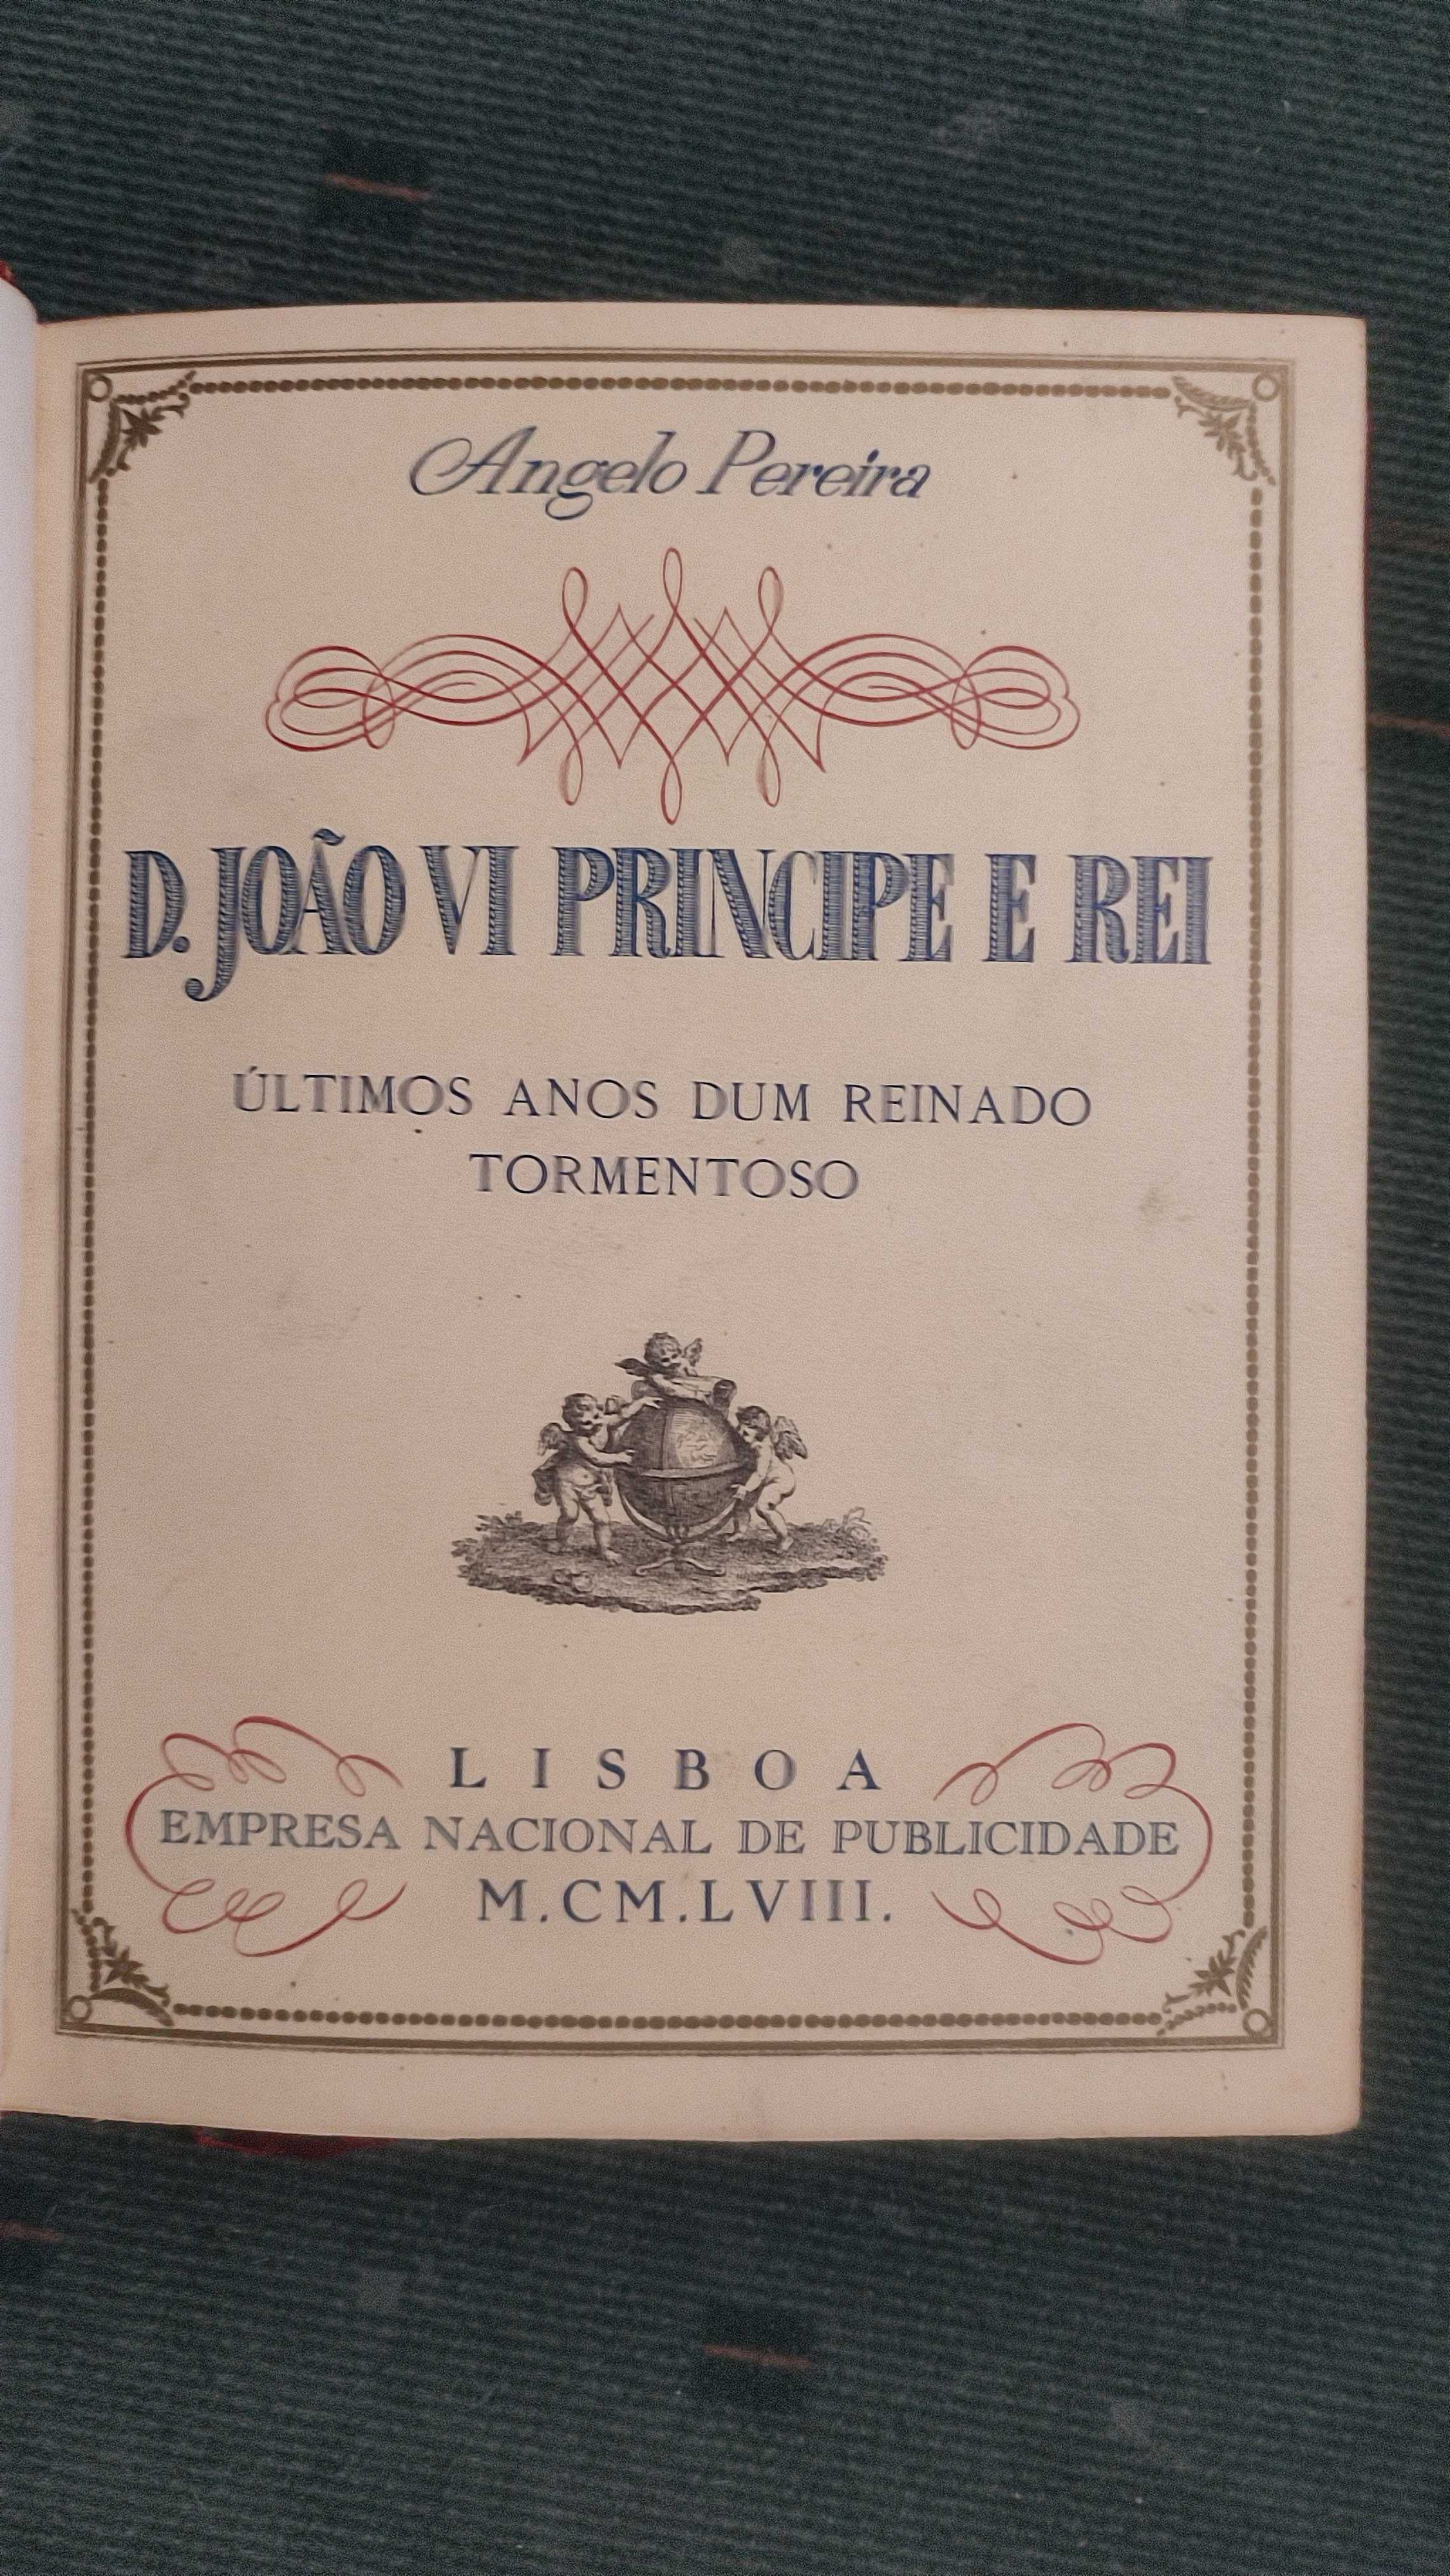 Angelo Pereira
D. JOÃO VI PRINCIPE E REI
ÚLTIMOS ANOS DUM REINADO
TORMENTOSO
LISBOA
EMPRESA NACIONAL DE PUBLICIDADE
M.CM.LVIII.